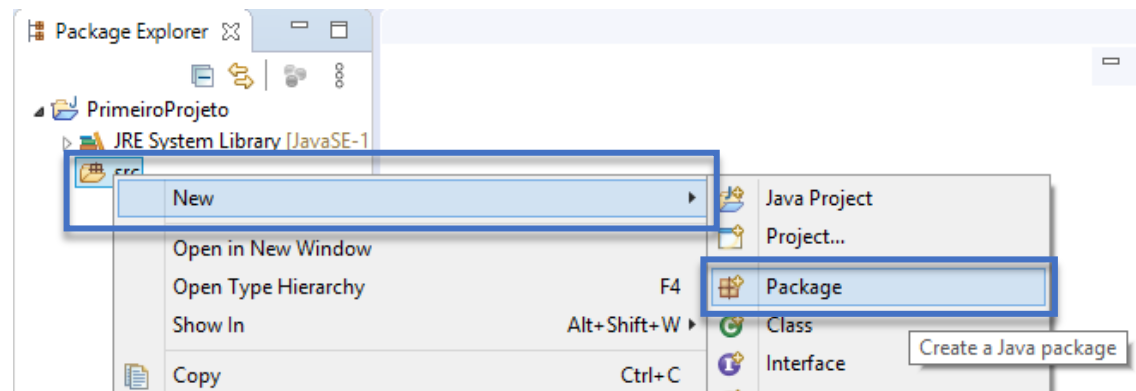 Package Explorer
PrimeiroProjeto
JRE System Library [JavaSE-1
src
New
Open in New Window
Open Type Hierarchy F4
Show In Alt+Shift+W
Copy Ctrl+C
Java Project
Project...
Package
Class
Interface
Create a Java package